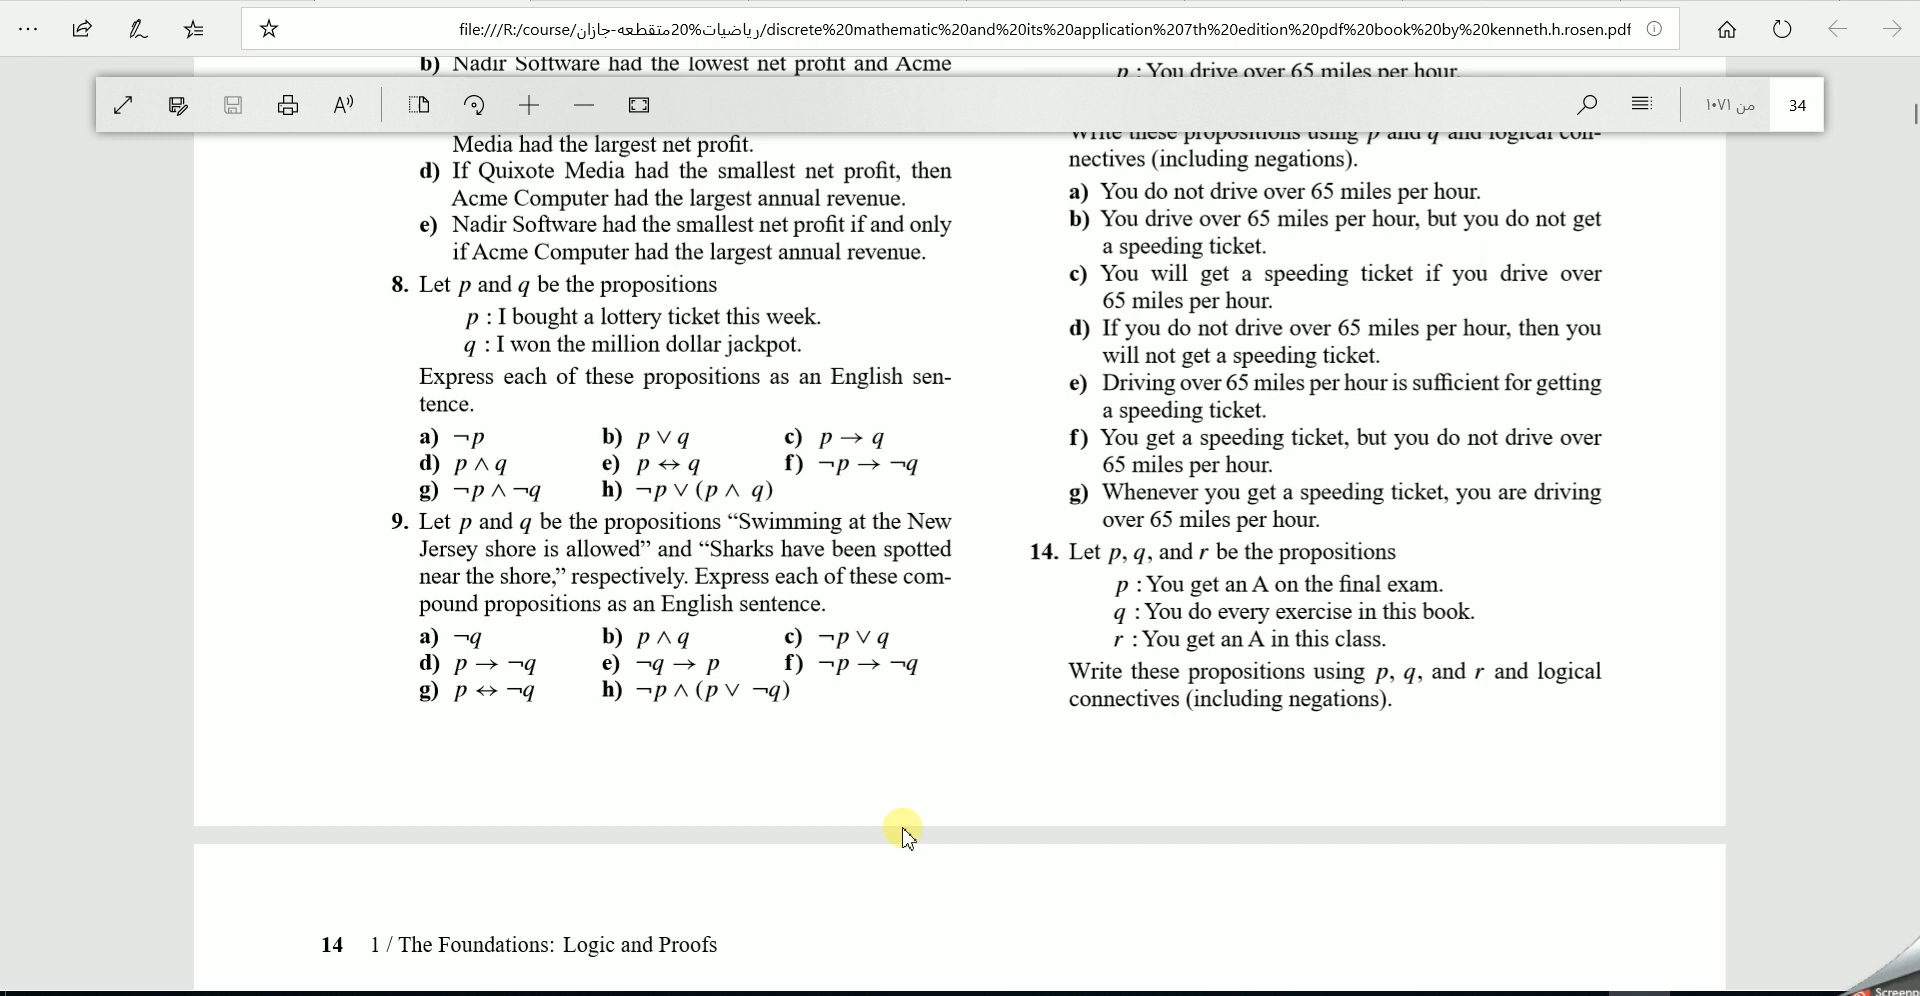 file:///R:/course/رياضيات%20متقطعه-جازان/discrete%20mathematic%20and%20its%20application%207th%20edition%20pdf%20book%20by%20kenneth.h.rosen.pdf
من ١٠٧١ 34
b) Nadir Software had the lowest net profit and Acme
Media had the largest net profit.
d) If Quixote Media had the smallest net profit, then
Acme Computer had the largest annual revenue.
e) Nadir Software had the smallest net profit if and only
if Acme Computer had the largest annual revenue.
8. Let p and q be the propositions
p : I bought a lottery ticket this week.
q : I won the million dollar jackpot.
Express each of these propositions as an English sen-
tence.
a) ¬p b) p ∨ q c) p → q
d) p ∧ q e) p ↔ q f) ¬p → ¬q
g) ¬p ∧ ¬q h) ¬p ∨ (p ∧ q)
9. Let p and q be the propositions “Swimming at the New
Jersey shore is allowed” and “Sharks have been spotted
near the shore,” respectively. Express each of these com-
pound propositions as an English sentence.
a) ¬q b) p ∧ q c) ¬p ∨ q
d) p → ¬q e) ¬q → p f) ¬p → ¬q
g) p ↔ ¬q h) ¬p ∧ (p ∨ ¬q)
p : You drive over 65 miles per hour.
Write these propositions using p and q and logical con-
nectives (including negations).
a) You do not drive over 65 miles per hour.
b) You drive over 65 miles per hour, but you do not get
a speeding ticket.
c) You will get a speeding ticket if you drive over
65 miles per hour.
d) If you do not drive over 65 miles per hour, then you
will not get a speeding ticket.
e) Driving over 65 miles per hour is sufficient for getting
a speeding ticket.
f) You get a speeding ticket, but you do not drive over
65 miles per hour.
g) Whenever you get a speeding ticket, you are driving
over 65 miles per hour.
14. Let p, q, and r be the propositions
p : You get an A on the final exam.
q : You do every exercise in this book.
r : You get an A in this class.
Write these propositions using p, q, and r and logical
connectives (including negations).
14 1 / The Foundations: Logic and Proofs